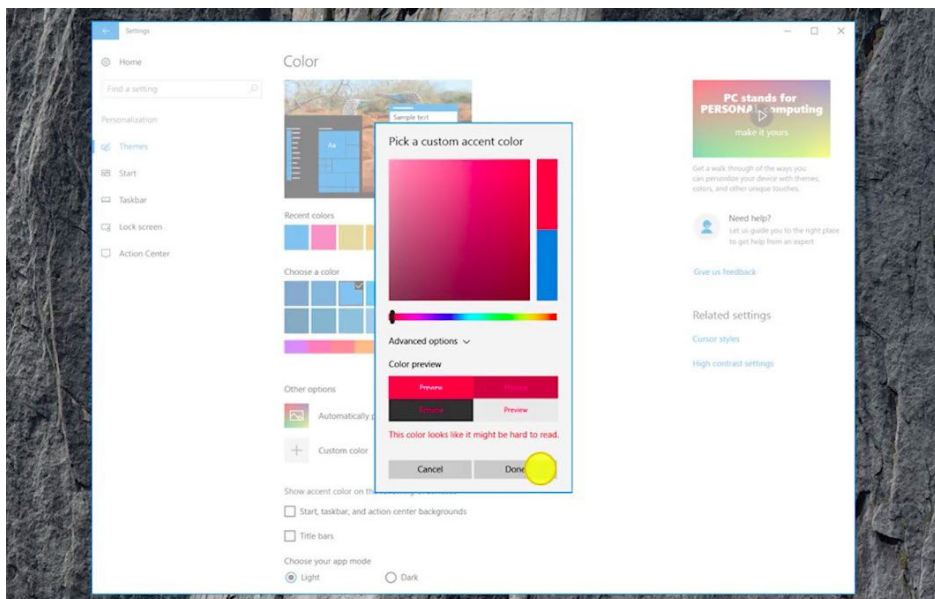 Settings
Home
Color
Find a setting
Personalization
Themes
Start
Taskbar
Lock screen
Action Center
Sample text
Aa
Recent colors
Choose a color
Other options
Automatically p
Custom color
Show accent color on the
Start, taskbar, and action center backgrounds
Title bars
Choose your app mode
Light
Dark
Pick a custom accent color
Advanced options
Color preview
Preview
Preview
Preview
Preview
This color looks like it might be hard to read.
Cancel
Done
PC stands for
PERSONAL computing
make it yours
Get a walk through of the ways you
can personalize your device with themes,
colors, and other unique touches.
Need help?
Let us guide you to the right place
to get help from an expert
Give us feedback
Related settings
Cursor styles
High contrast settings